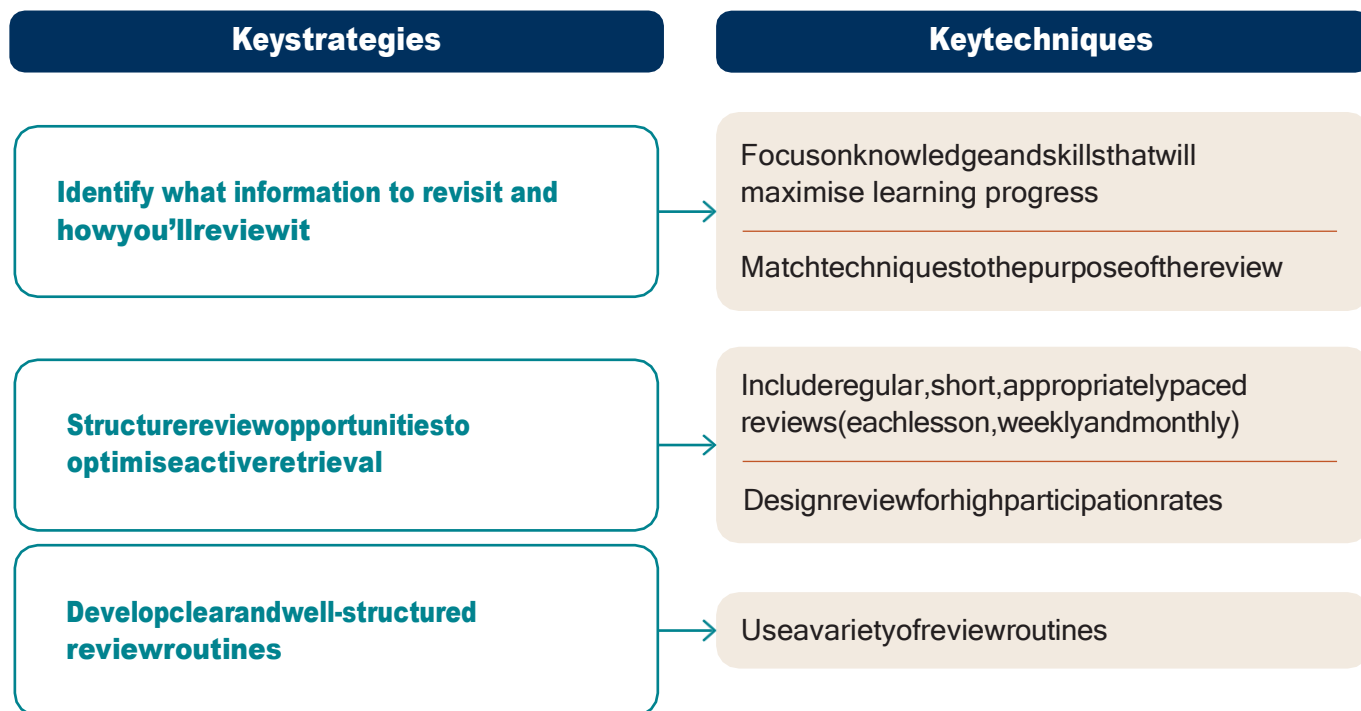 Keystrategies
Keytechniques
Identify what information to revisit and
howyou’llreviewit
Focusonknowledgeandskillsthatwill
maximise learning progress
Matchtechniquestothepurposeofthereview
Structurereviewopportunitiesto
optimiseactiveretrieval
Includeregular,short,appropriatelypaced
reviews(eachlesson,weeklyandmonthly)
Designreviewforhighparticipationrates
Developclearandwell-structured
reviewroutines
Useavarietyofreviewroutines